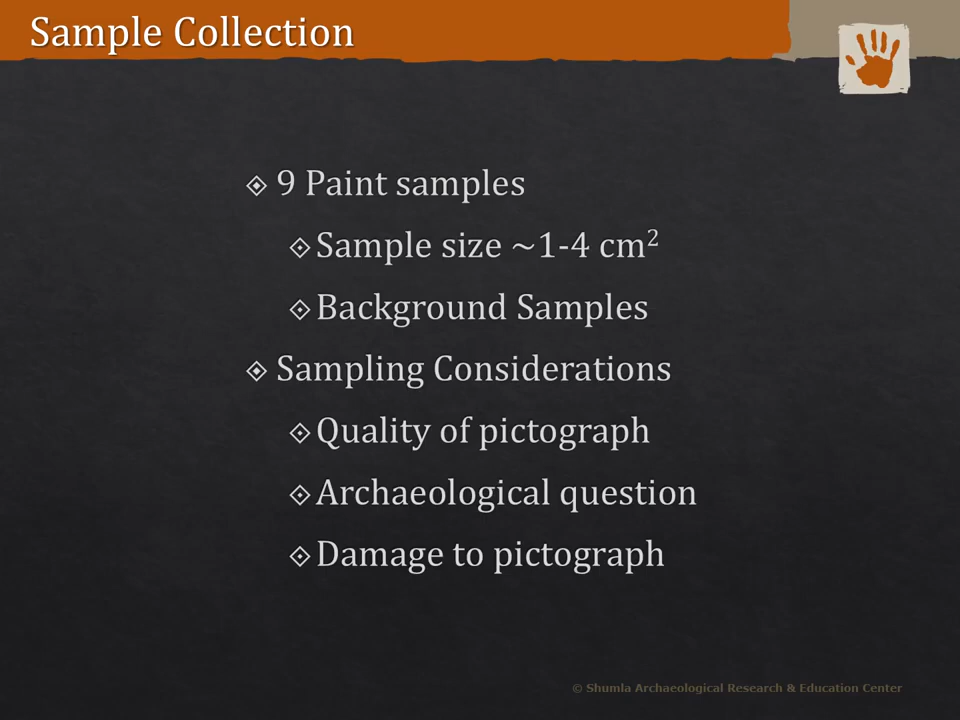 Sample Collection
9 Paint samples
Sample size ~1-4 cm²
Background Samples
Sampling Considerations
Quality of pictograph
Archaeological question
Damage to pictograph
© Shumla Archaeological Research & Education Center